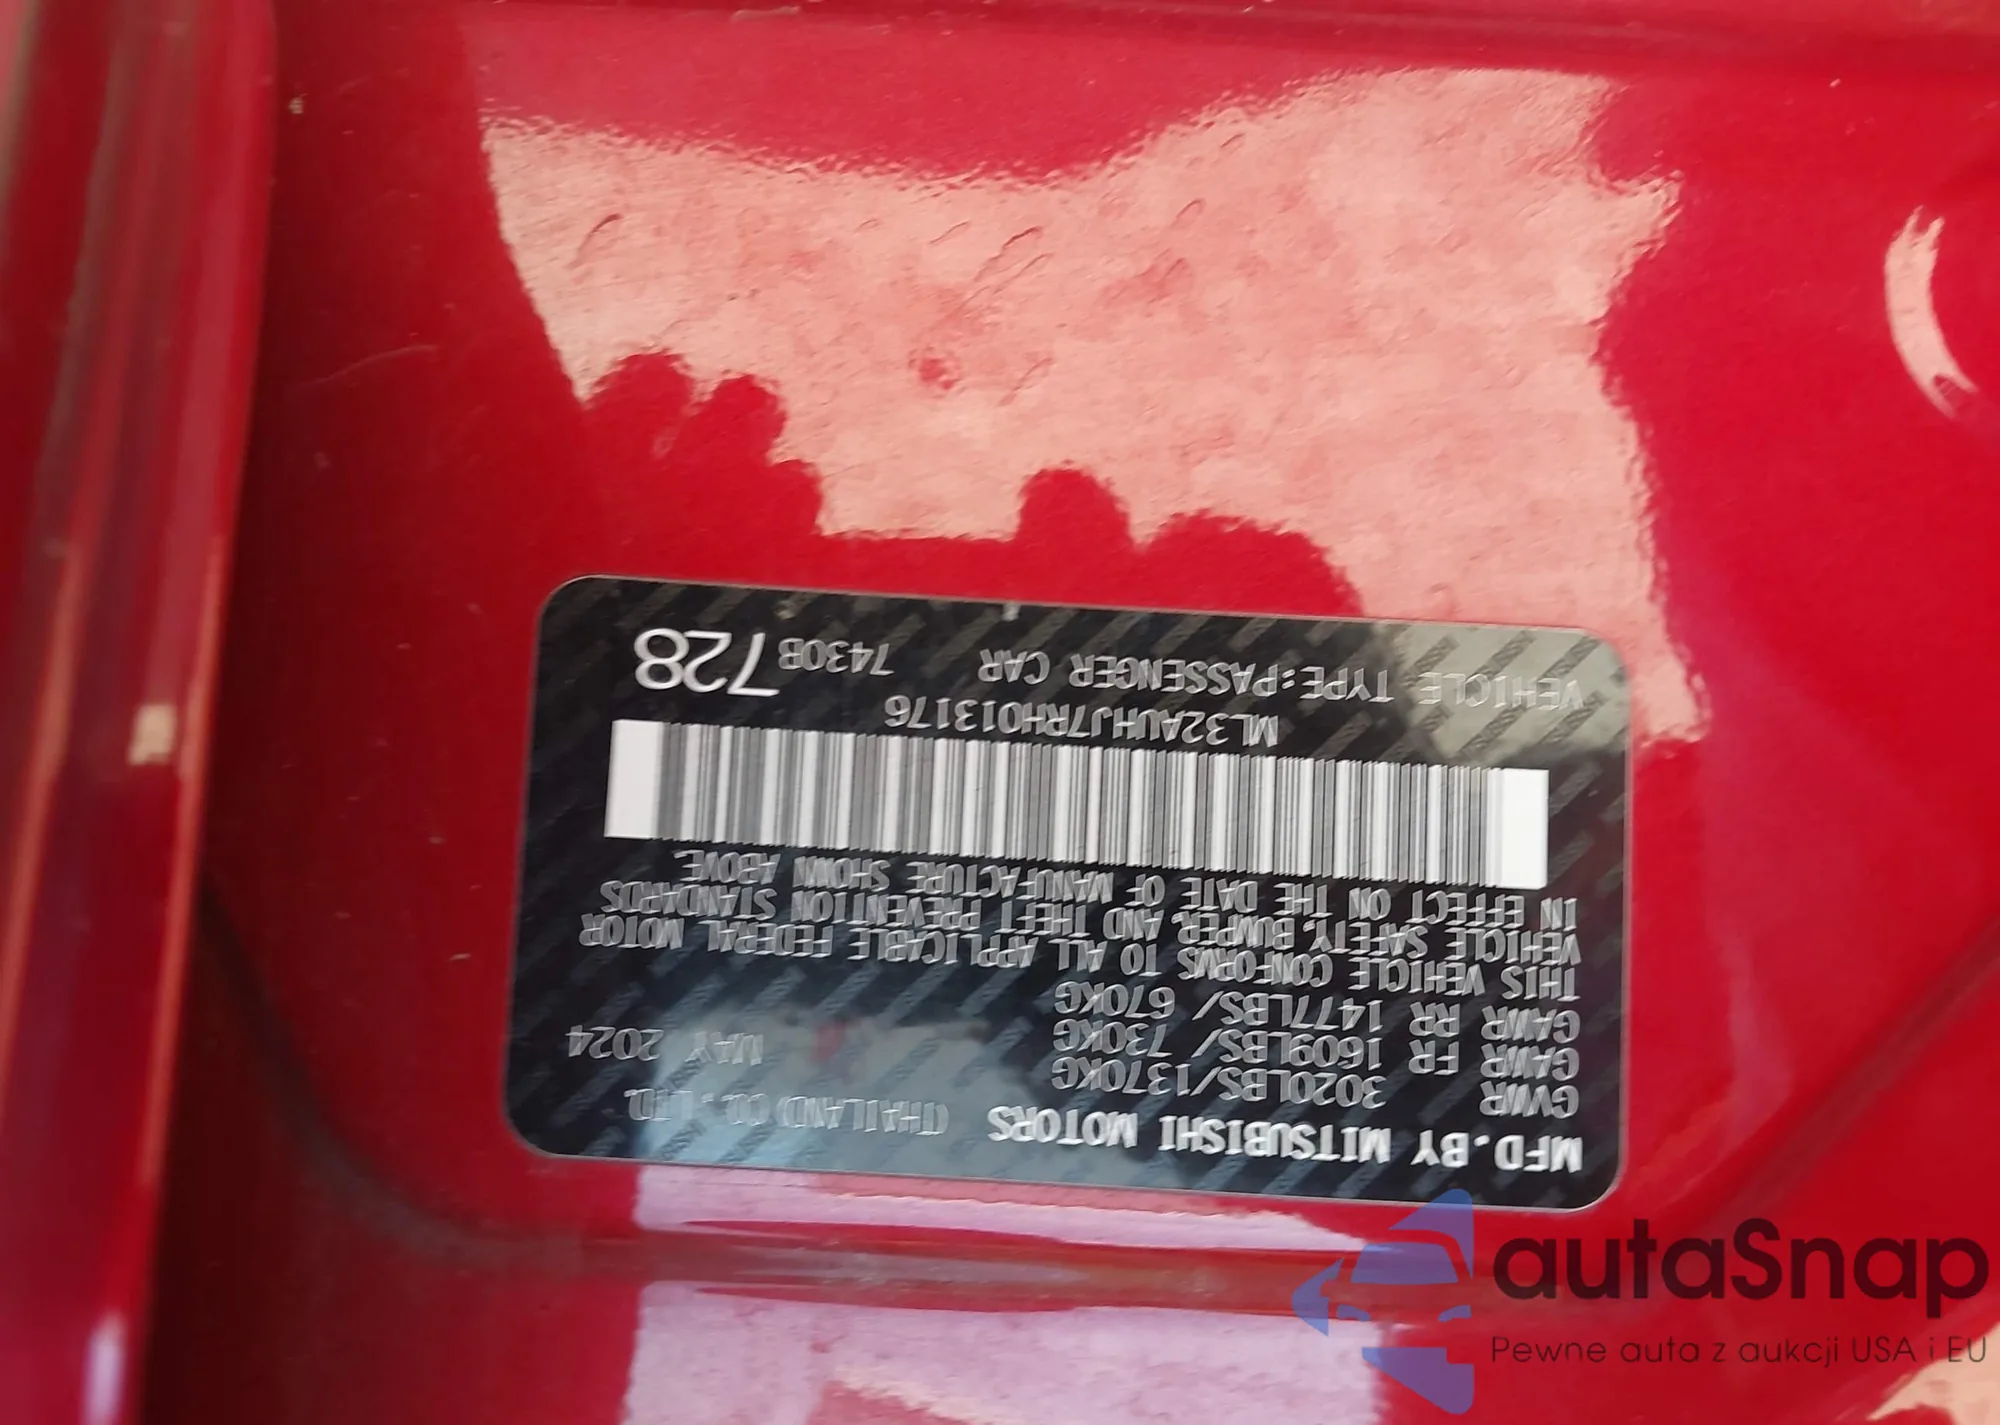 MFD. BY MITSUBISHI MOTORS (THAILAND) CO., LTD.
GVWR 3020LBS/1370KG MAY 2024
GAWR FR 1609LBS/ 730KG
GAWR RR 1477LBS/ 670KG
THIS VEHICLE CONFORMS TO ALL APPLICABLE FEDERAL MOTOR
VEHICLE SAFETY, BUMPER, AND THEFT PREVENTION STANDARDS
IN EFFECT ON THE DATE OF MANUFACTURE SHOWN ABOVE.
ML32AUHJ7RH013176
VEHICLE TYPE:PASSENGER CAR 7430B 728
autaSnap
Pewne auta z aukcji USA i EU